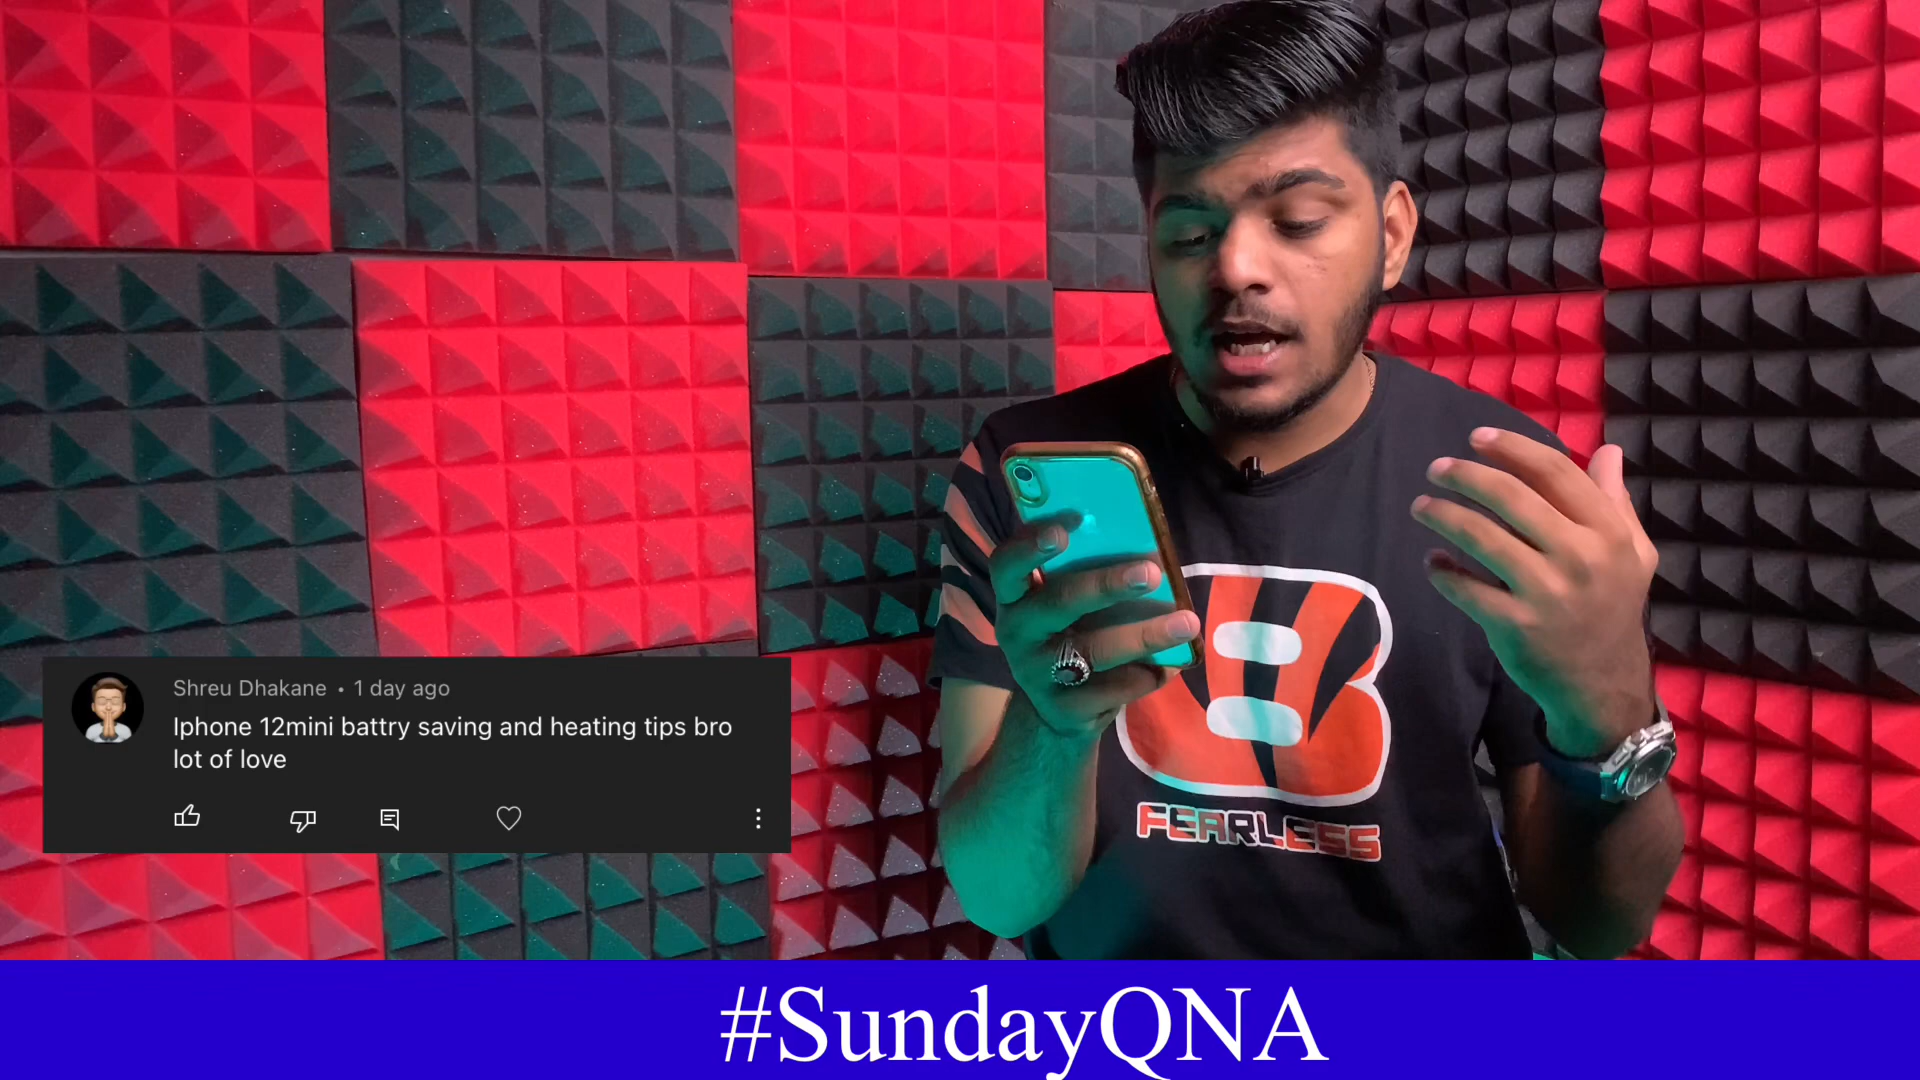 Shreu Dhakane • 1 day ago
Iphone 12mini battry saving and heating tips bro
lot of love
B
FEARLESS
#SundayQNA